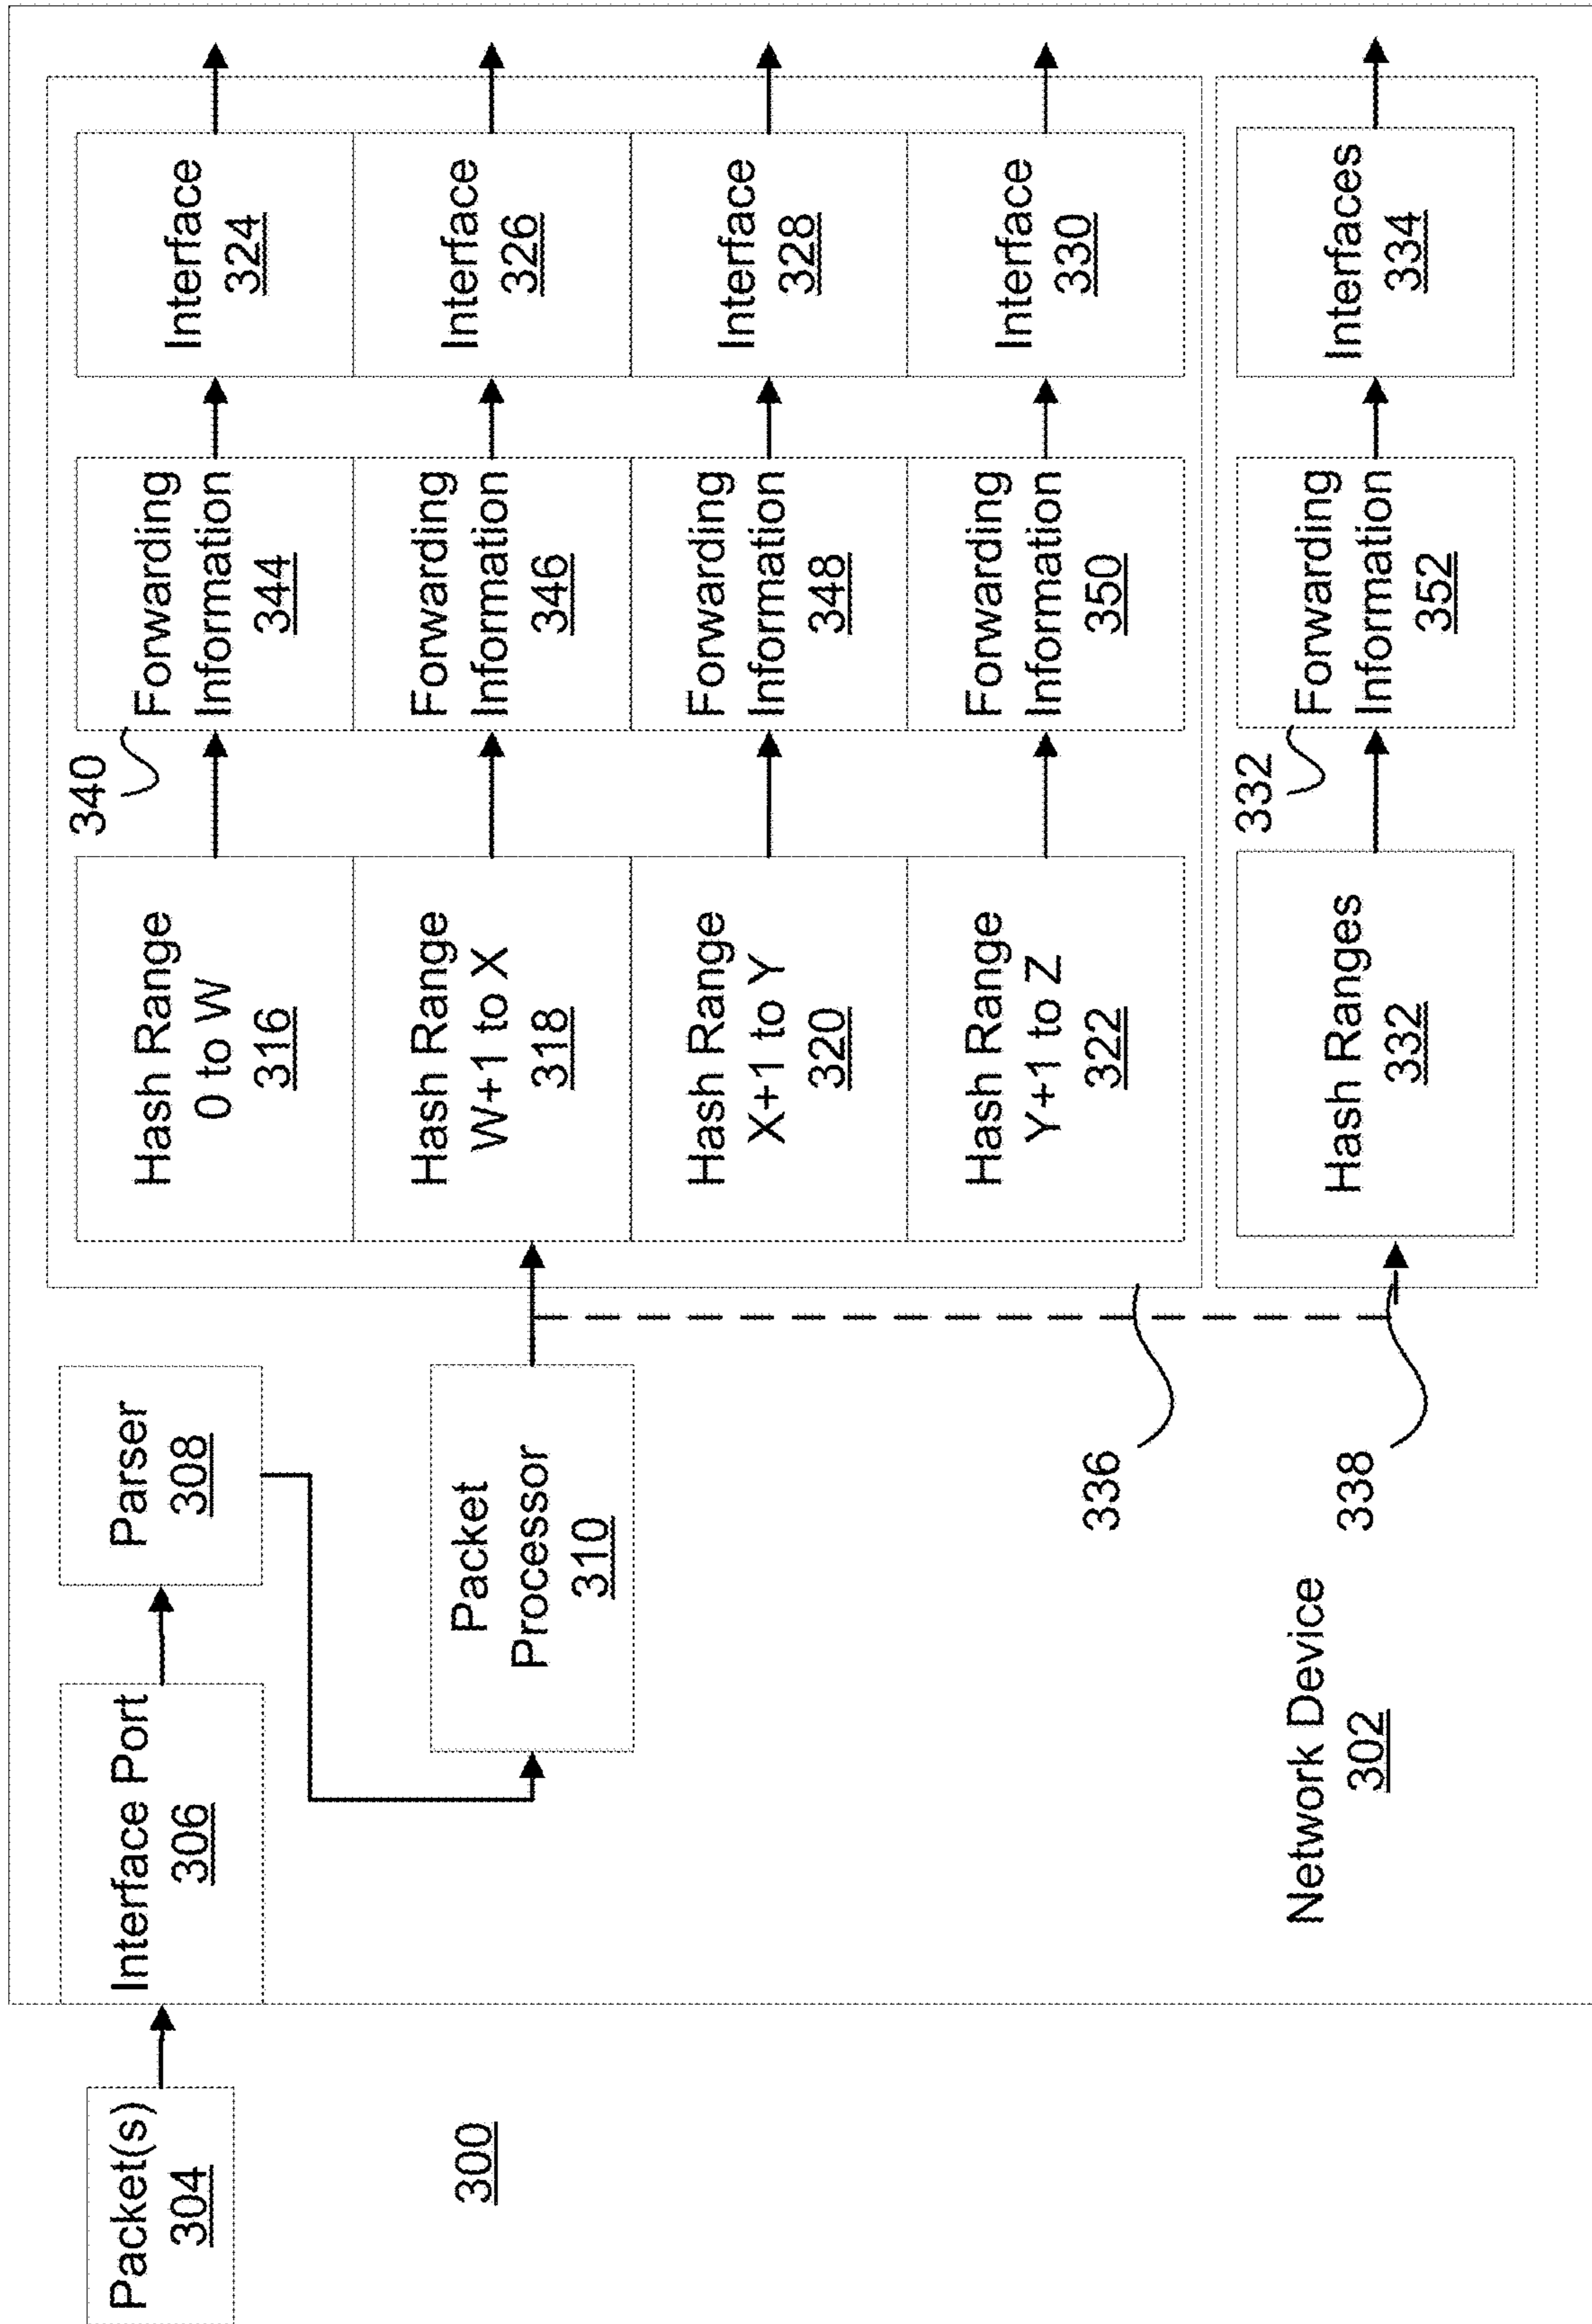 Packet(s)
304
Interface Port
306
Parser
308
Packet
Processor
310
300
Network Device
302
336
338
Hash Range
0 to W
316
Hash Range
W+1 to X
318
Hash Range
X+1 to Y
320
Hash Range
Y+1 to Z
322
Hash Ranges
332
340
Forwarding
Information
344
Forwarding
Information
346
Forwarding
Information
348
Forwarding
Information
350
332
Forwarding
Information
352
Interface
324
Interface
326
Interface
328
Interface
330
Interfaces
334